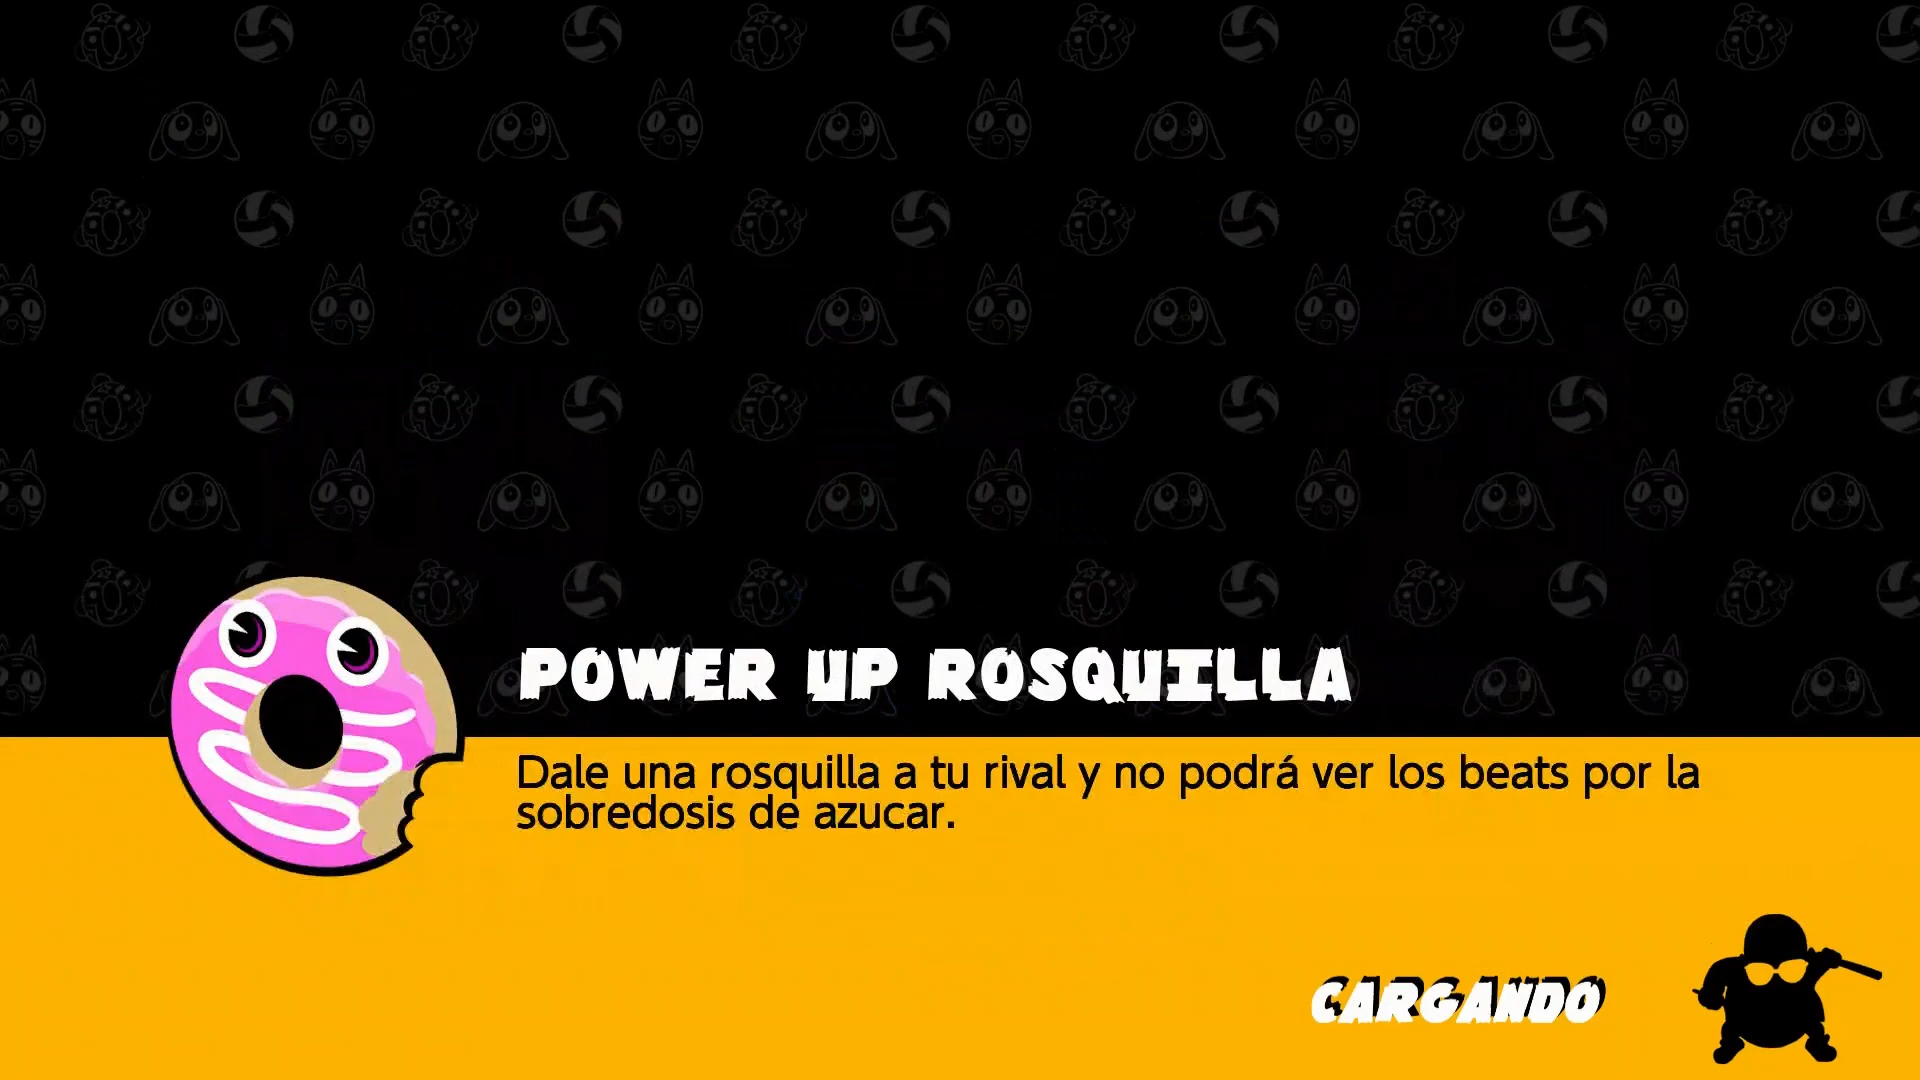 POWER UP ROSQUILLA
Dale una rosquilla a tu rival y no podrá ver los beats por la
sobredosis de azucar.
CARGANDO